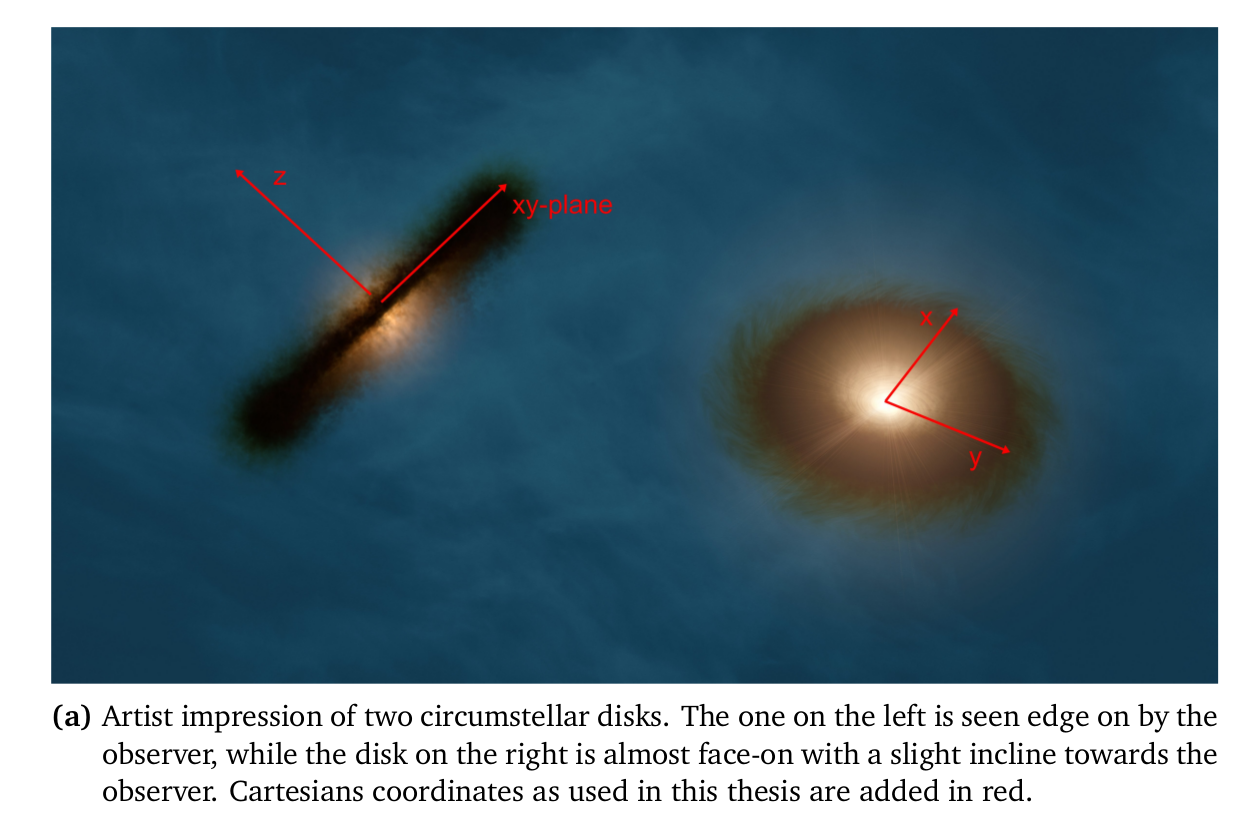 z
xy-plane
x
y
(a) Artist impression of two circumstellar disks. The one on the left is seen edge on by the
observer, while the disk on the right is almost face-on with a slight incline towards the
observer. Cartesians coordinates as used in this thesis are added in red.